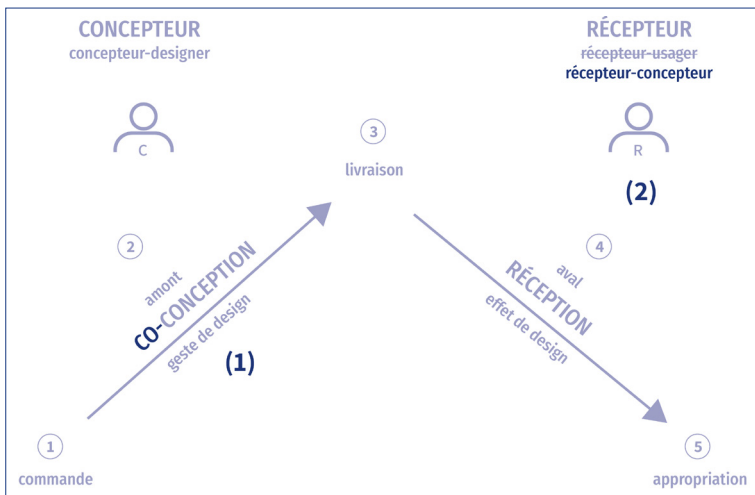 CONCEPTEUR
concepteur-designer
C
RÉCEPTEUR
récepteur-usager
récepteur-concepteur
R
(2)
3
livraison
2
amont
CO-CONCEPTION
geste de design
(1)
4
aval
RÉCEPTION
effet de design
1
commande
5
appropriation